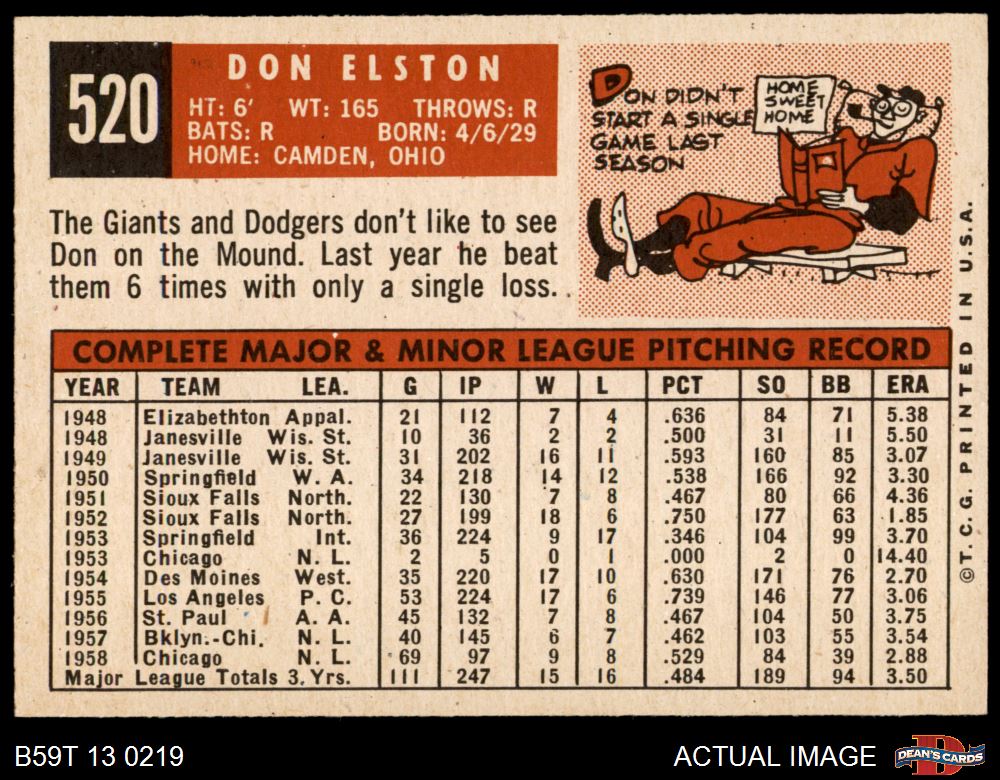 520
DON ELSTON
HT: 6' WT: 165 THROWS: R
BATS: R BORN: 4/6/29
HOME: CAMDEN, OHIO
DON DIDN'T
START A SINGLE
GAME LAST
SEASON
HOME
SWEET
HOME
The Giants and Dodgers don't like to see
Don on the Mound. Last year he beat
them 6 times with only a single loss.
COMPLETE MAJOR & MINOR LEAGUE PITCHING RECORD
YEAR TEAM LEA. G IP W L PCT SO BB ERA
1948 Elizabethton Appal. 21 112 7 4 .636 84 71 5.38
1948 Janesville Wis. St. 10 36 2 2 .500 31 11 5.50
1949 Janesville Wis. St. 31 202 16 11 .593 160 85 3.07
1950 Springfield W. A. 34 218 14 12 .538 166 92 3.30
1951 Sioux Falls North. 22 130 7 8 .467 80 66 4.36
1952 Sioux Falls North. 27 199 18 6 .750 177 63 1.85
1953 Springfield Int. 36 224 9 17 .346 104 99 3.70
1953 Chicago N. L. 2 5 0 1 .000 2 0 14.40
1954 Des Moines West. 35 220 17 10 .630 171 76 2.70
1955 Los Angeles P. C. 53 224 17 6 .739 146 77 3.06
1956 St. Paul A. A. 45 132 7 8 .467 104 50 3.75
1957 Bklyn.-Chi. N. L. 40 145 6 7 .462 103 55 3.54
1958 Chicago N. L. 69 97 9 8 .529 84 39 2.88
Major League Totals 3. Yrs. 111 247 15 16 .484 189 94 3.50
©T.C.G. PRINTED IN U.S.A.
B59T 13 0219
ACTUAL IMAGE
DEAN'S CARDS